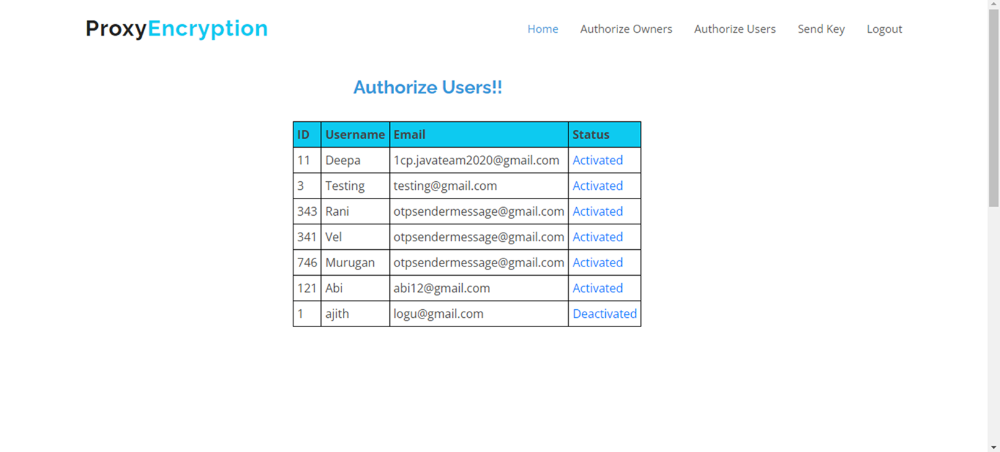 ProxyEncryption
Home Authorize Owners Authorize Users Send Key Logout
Authorize Users!!
ID Username Email Status
11 Deepa 1cp.javateam2020@gmail.com Activated
3 Testing testing@gmail.com Activated
343 Rani otpsendermessage@gmail.com Activated
341 Vel otpsendermessage@gmail.com Activated
746 Murugan otpsendermessage@gmail.com Activated
121 Abi abi12@gmail.com Activated
1 ajith logu@gmail.com Deactivated